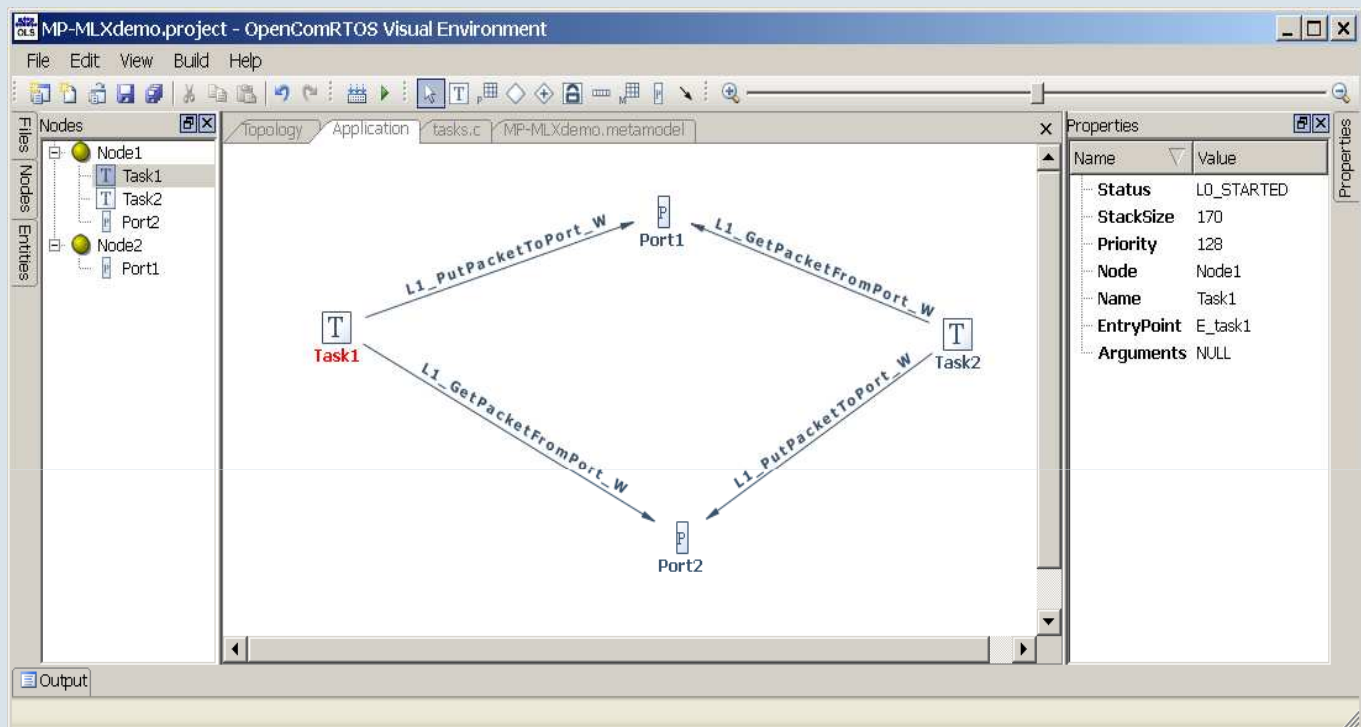 OLS MP-MLXdemo.project - OpenComRTOS Visual Environment
File Edit View Build Help
Files
Nodes
Entities
Nodes
Node1
Task1
Task2
Port2
Node2
Port1
Topology Application tasks.c MP-MLXdemo.metamodel
L1_PutPacketToPort_W
Port1
L1_GetPacketFromPort_W
T
Task1
T
Task2
L1_GetPacketFromPort_W
L1_PutPacketToPort_W
P
Port2
Properties
Name Value
Status L0_STARTED
StackSize 170
Priority 128
Node Node1
Name Task1
EntryPoint E_task1
Arguments NULL
Properties
Output